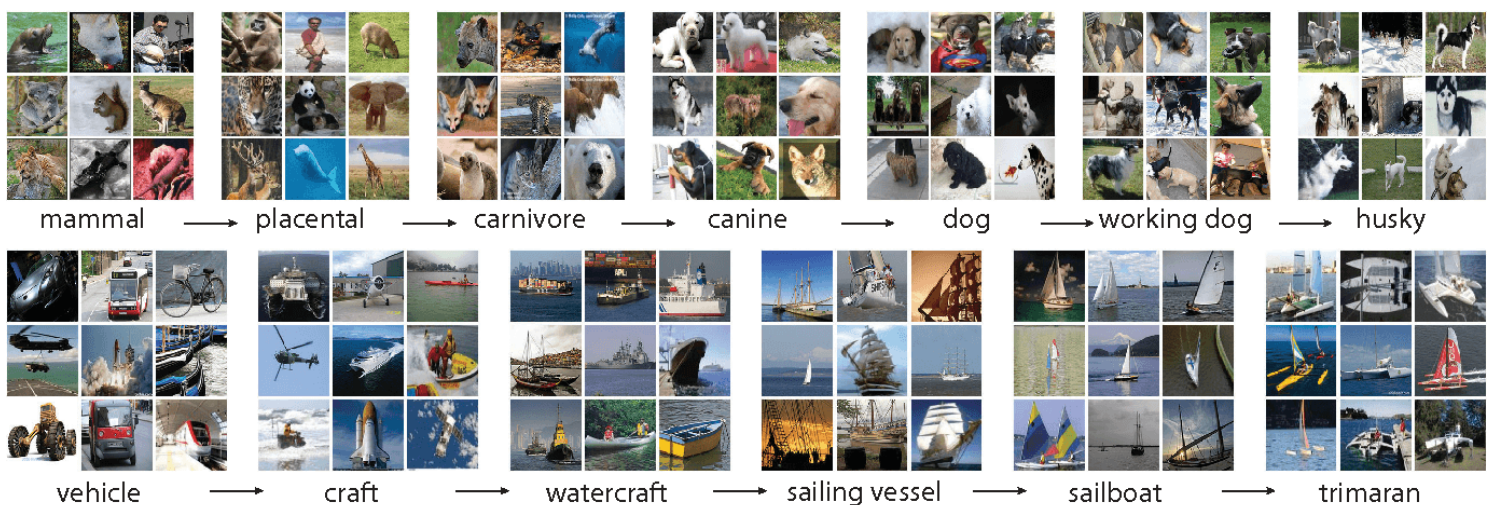 mammal → placental → carnivore → canine → dog → working dog → husky
vehicle → craft → watercraft → sailing vessel → sailboat → trimaran